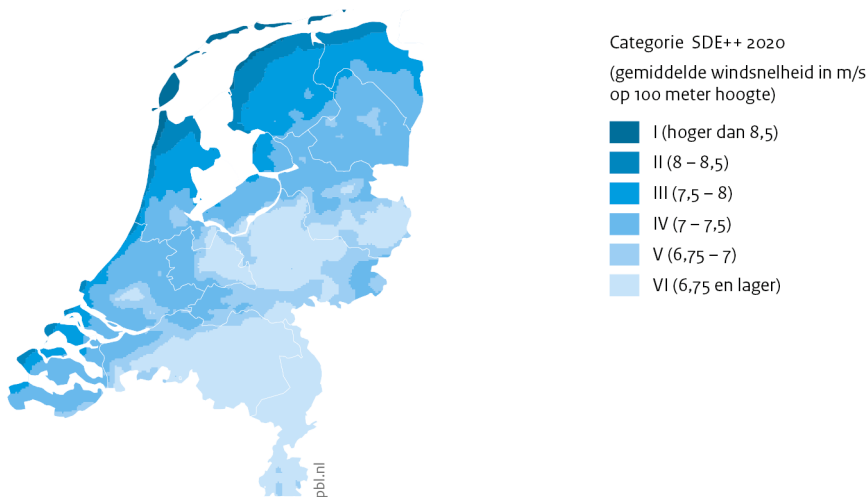 Categorie SDE++ 2020
(gemiddelde windsnelheid in m/s
op 100 meter hoogte)
I (hoger dan 8,5)
II (8 – 8,5)
III (7,5 – 8)
IV (7 – 7,5)
V (6,75 – 7)
VI (6,75 en lager)
pbl.nl